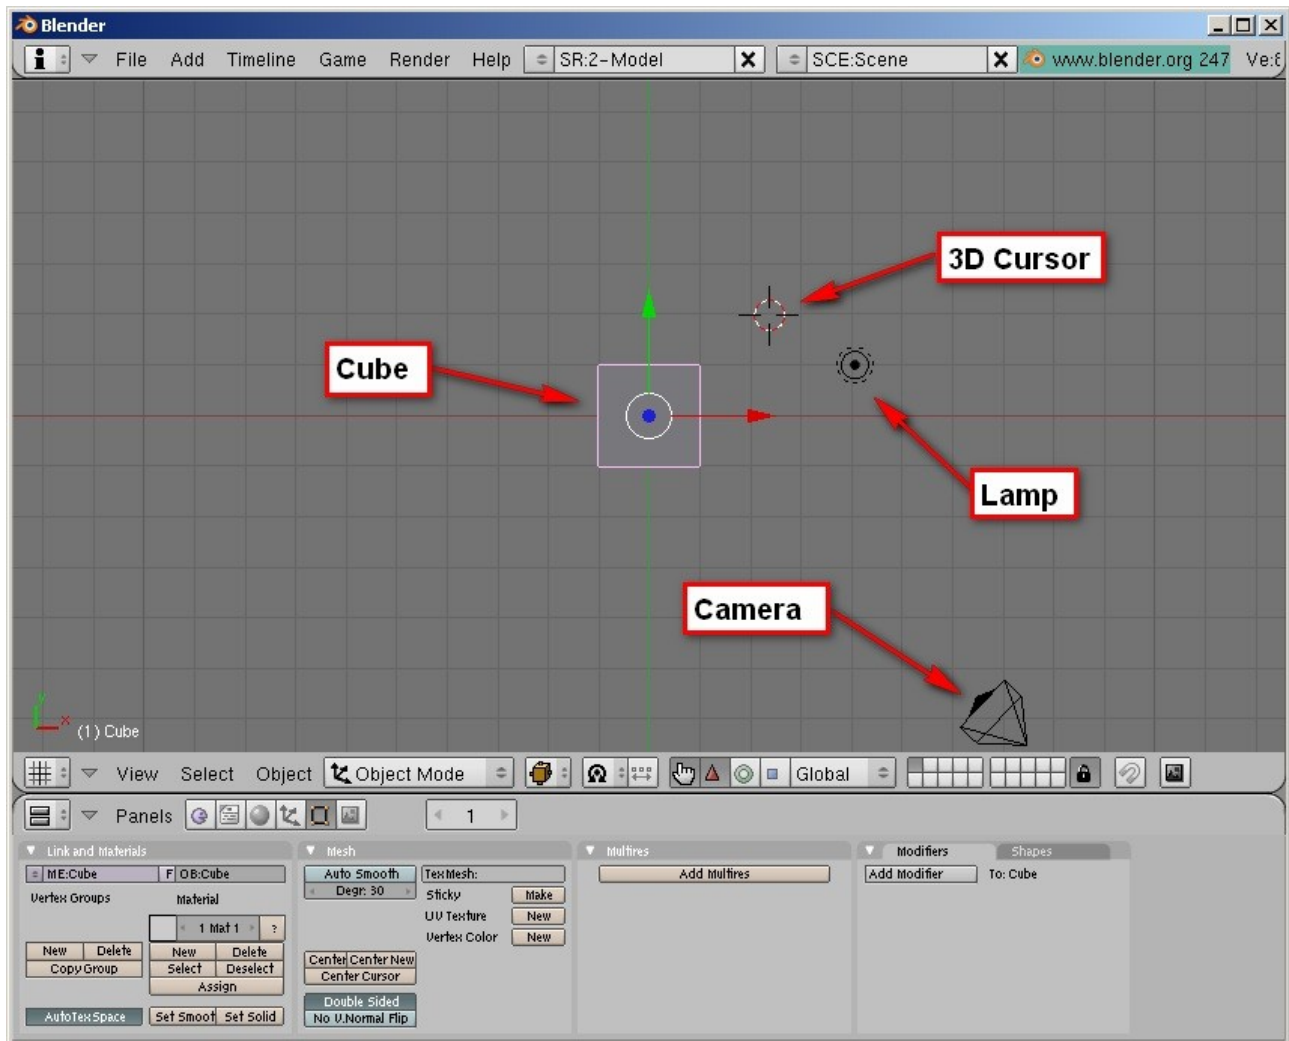 Blender
File Add Timeline Game Render Help SR:2-Model SCE:Scene www.blender.org 247
3D Cursor
Cube
Lamp
Camera
y
x
(1) Cube
View Select Object Object Mode Global
Panels 1
Link and Materials Mesh Multires Modifiers Shapes
ME:Cube F OB:Cube Auto Smooth TexMesh: Add Multires Add Modifier To: Cube
Degr: 30 Sticky Make
Vertex Groups Material
UV Texture New
1 Mat 1 ?
Vertex Color New
New Delete New Delete
Center Center New
Copy Group Select Deselect
Center Cursor
Assign
Double Sided
AutoTexSpace Set Smoot Set Solid No V.Normal Flip